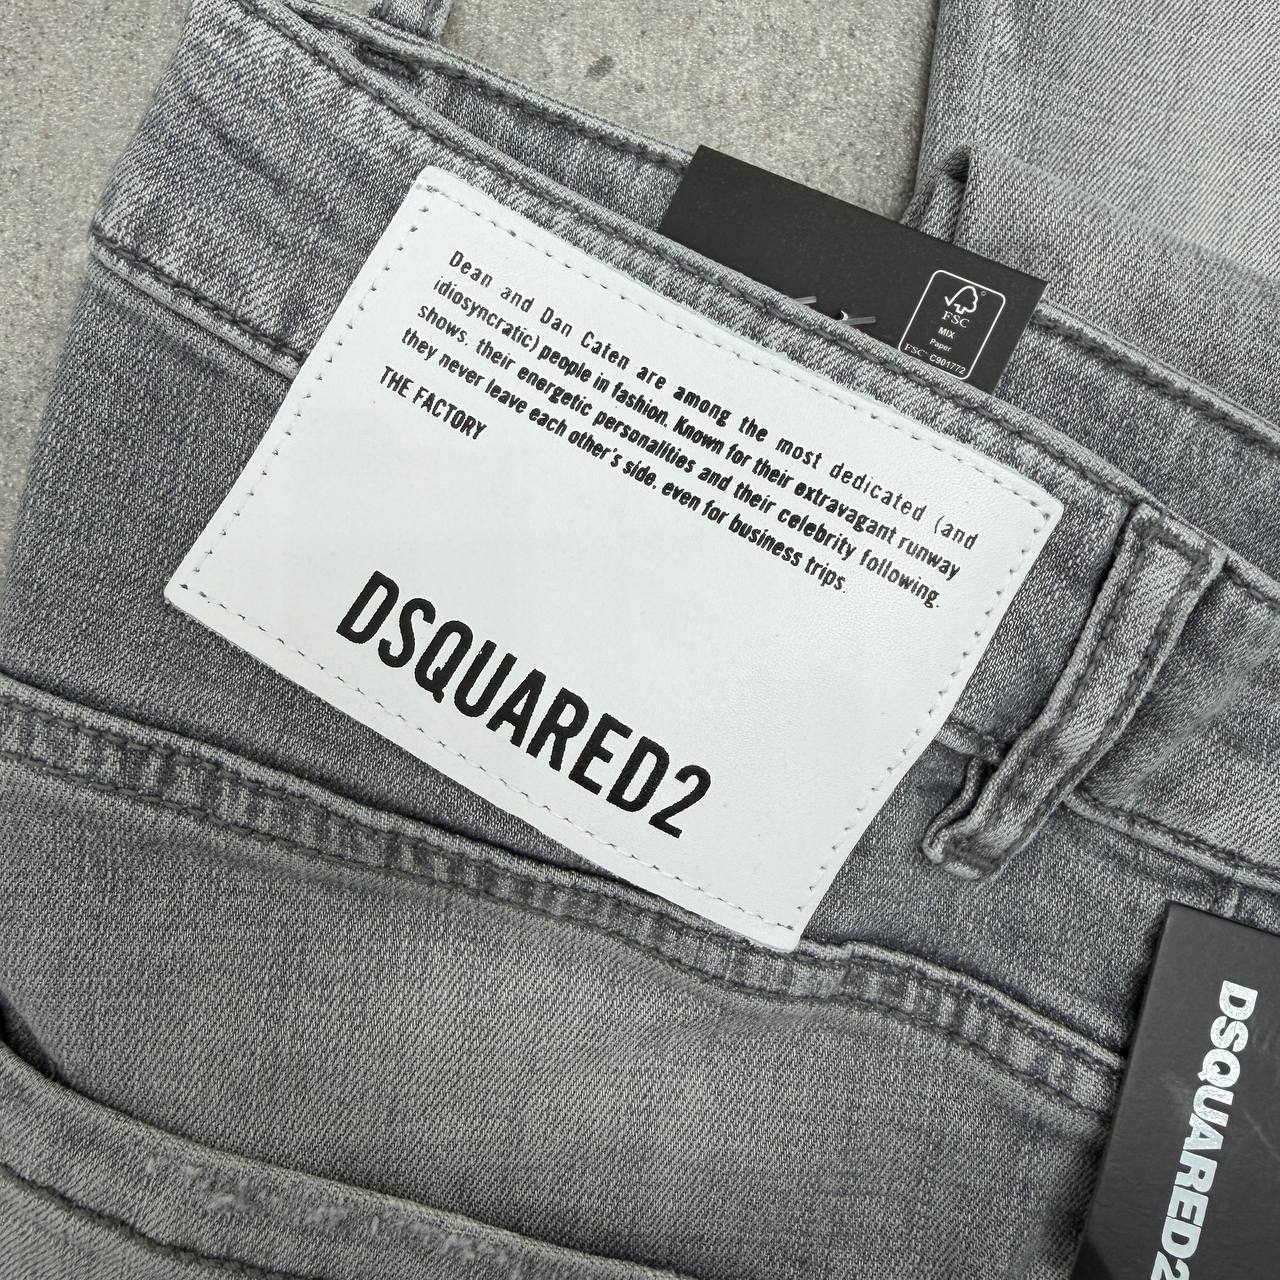 Dean and Dan Caten are among the most dedicated (and
idiosyncratic) people in fashion. Known for their extravagant runway
shows, their energetic personalities and their celebrity following.
they never leave each other's side, even for business trips.
THE FACTORY
DSQUARED2
FSC
MIX
Paper
FSC® C901772
DSQUARED2